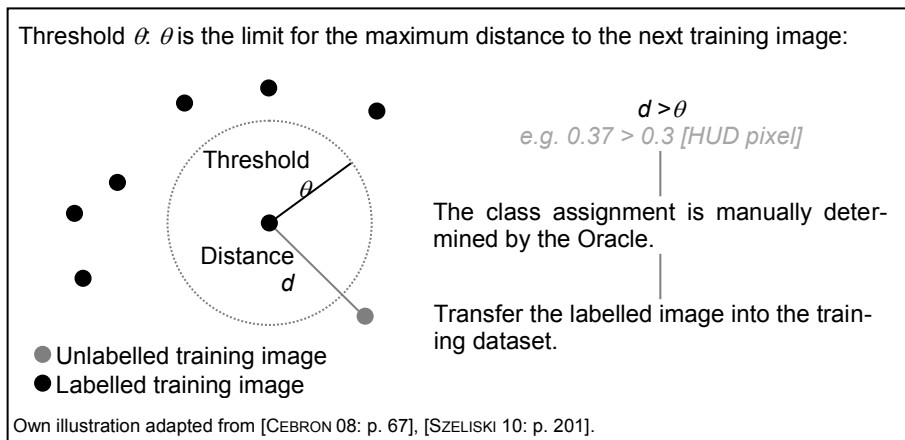 Threshold θ: θ is the limit for the maximum distance to the next training image:
d > θ
e.g. 0.37 > 0.3 [HUD pixel]
Threshold
θ
The class assignment is manually deter-
mined by the Oracle.
Distance
d
Transfer the labelled image into the train-
ing dataset.
Unlabelled training image
Labelled training image
Own illustration adapted from [CEBRON 08: p. 67], [SZELISKI 10: p. 201].